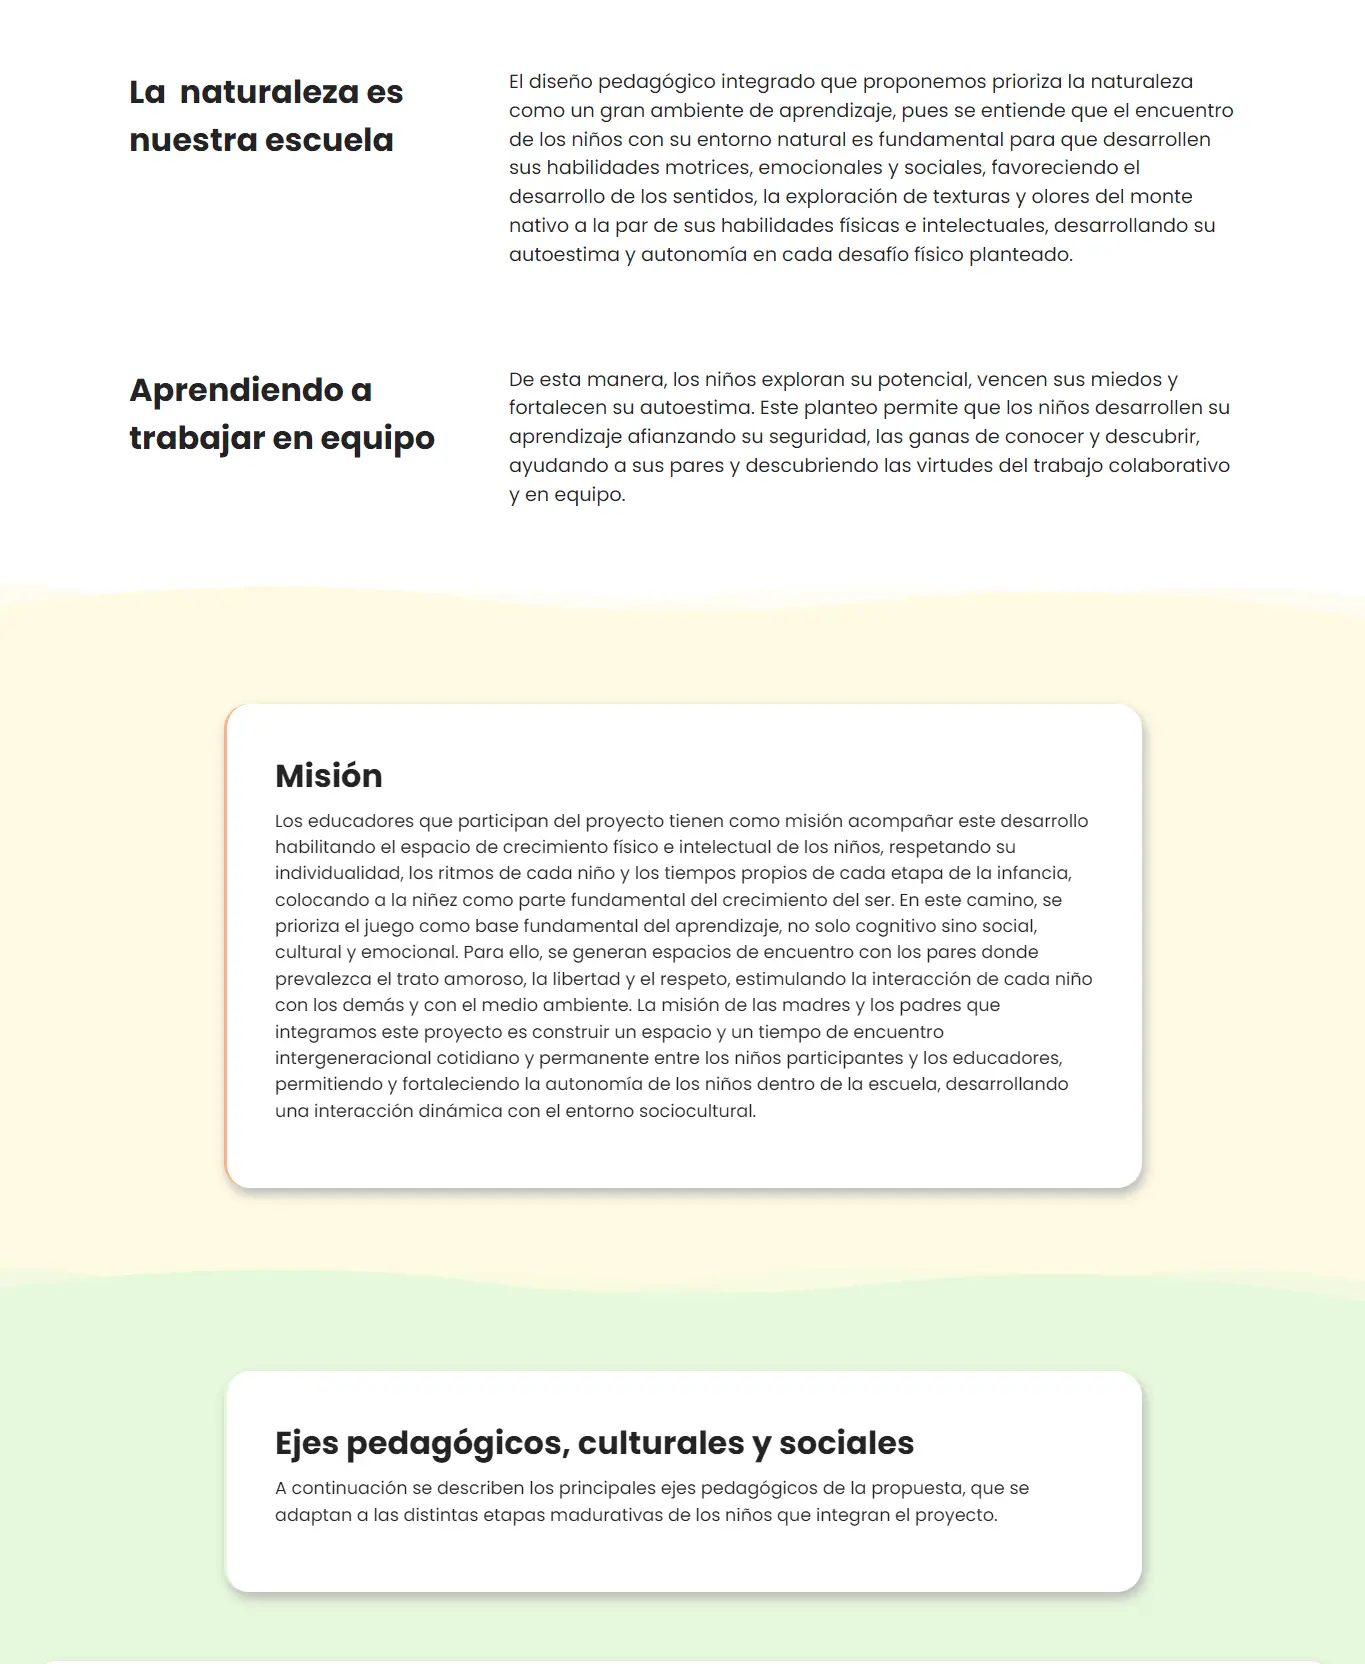 La  naturaleza es
nuestra escuela
El diseño pedagógico integrado que proponemos prioriza la naturaleza
como un gran ambiente de aprendizaje, pues se entiende que el encuentro
de los niños con su entorno natural es fundamental para que desarrollen
sus habilidades motrices, emocionales y sociales, favoreciendo el
desarrollo de los sentidos, la exploración de texturas y olores del monte
nativo a la par de sus habilidades físicas e intelectuales, desarrollando su
autoestima y autonomía en cada desafío físico planteado.
Aprendiendo a
trabajar en equipo
De esta manera, los niños exploran su potencial, vencen sus miedos y
fortalecen su autoestima. Este planteo permite que los niños desarrollen su
aprendizaje afianzando su seguridad, las ganas de conocer y descubrir,
ayudando a sus pares y descubriendo las virtudes del trabajo colaborativo
y en equipo.
Misión
Los educadores que participan del proyecto tienen como misión acompañar este desarrollo
habilitando el espacio de crecimiento físico e intelectual de los niños, respetando su
individualidad, los ritmos de cada niño y los tiempos propios de cada etapa de la infancia,
colocando a la niñez como parte fundamental del crecimiento del ser. En este camino, se
prioriza el juego como base fundamental del aprendizaje, no solo cognitivo sino social,
cultural y emocional. Para ello, se generan espacios de encuentro con los pares donde
prevalezca el trato amoroso, la libertad y el respeto, estimulando la interacción de cada niño
con los demás y con el medio ambiente. La misión de las madres y los padres que
integramos este proyecto es construir un espacio y un tiempo de encuentro
intergeneracional cotidiano y permanente entre los niños participantes y los educadores,
permitiendo y fortaleciendo la autonomía de los niños dentro de la escuela, desarrollando
una interacción dinámica con el entorno sociocultural.
Ejes pedagógicos, culturales y sociales
A continuación se describen los principales ejes pedagógicos de la propuesta, que se
adaptan a las distintas etapas madurativas de los niños que integran el proyecto.